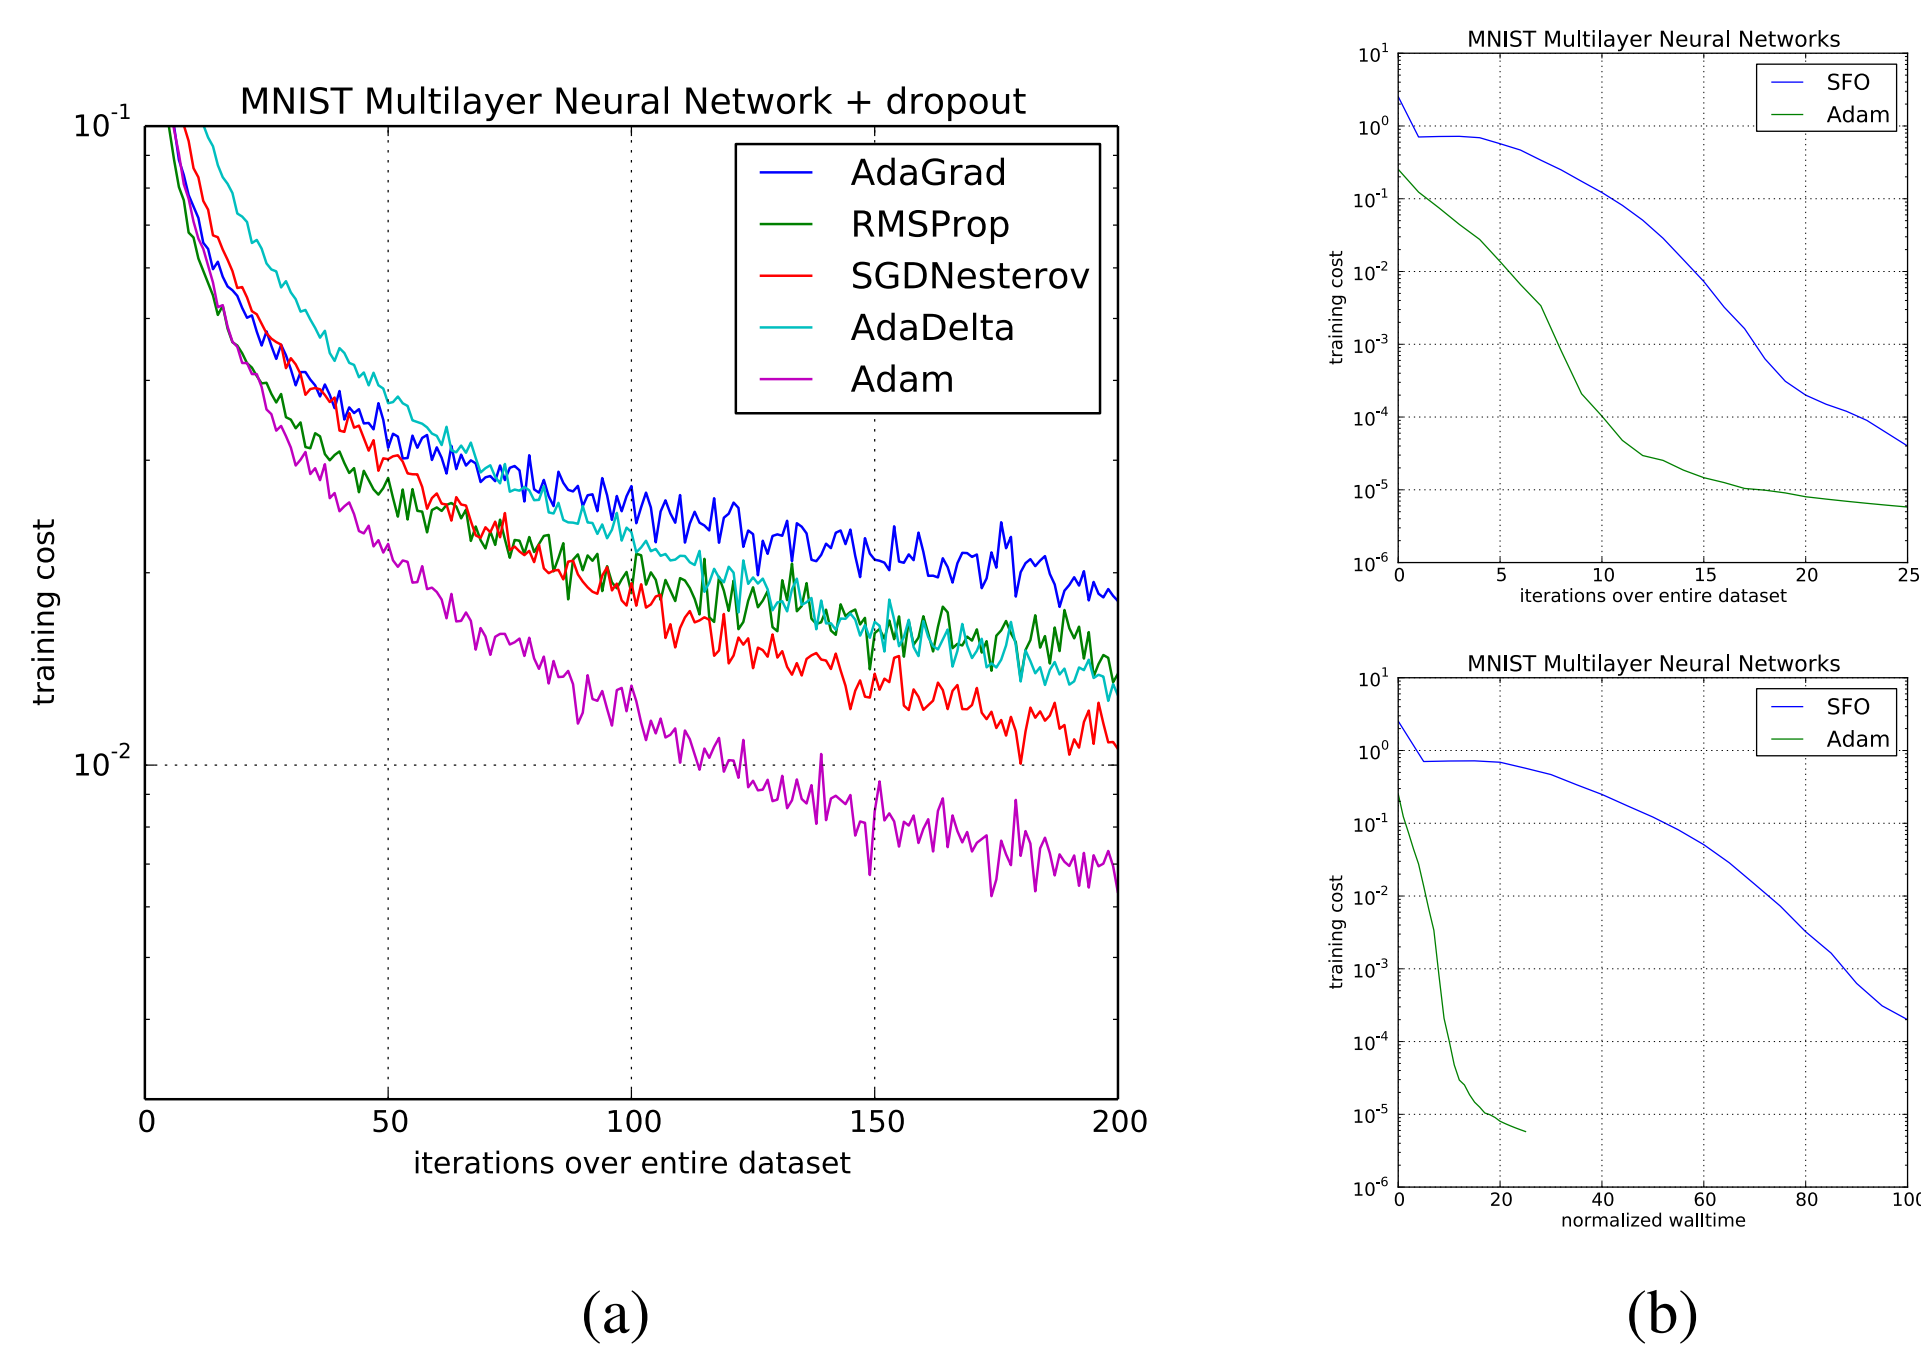 MNIST Multilayer Neural Network + dropout
10^-1
10^-2
training cost
AdaGrad
RMSProp
SGDNesterov
AdaDelta
Adam
0 50 100 150 200
iterations over entire dataset
(a)
MNIST Multilayer Neural Networks
10^1
10^0
10^-1
10^-2
10^-3
10^-4
10^-5
10^-6
training cost
SFO
Adam
0 5 10 15 20 25
iterations over entire dataset
MNIST Multilayer Neural Networks
10^1
10^0
10^-1
10^-2
10^-3
10^-4
10^-5
10^-6
training cost
SFO
Adam
0 20 40 60 80 100
normalized walltime
(b)